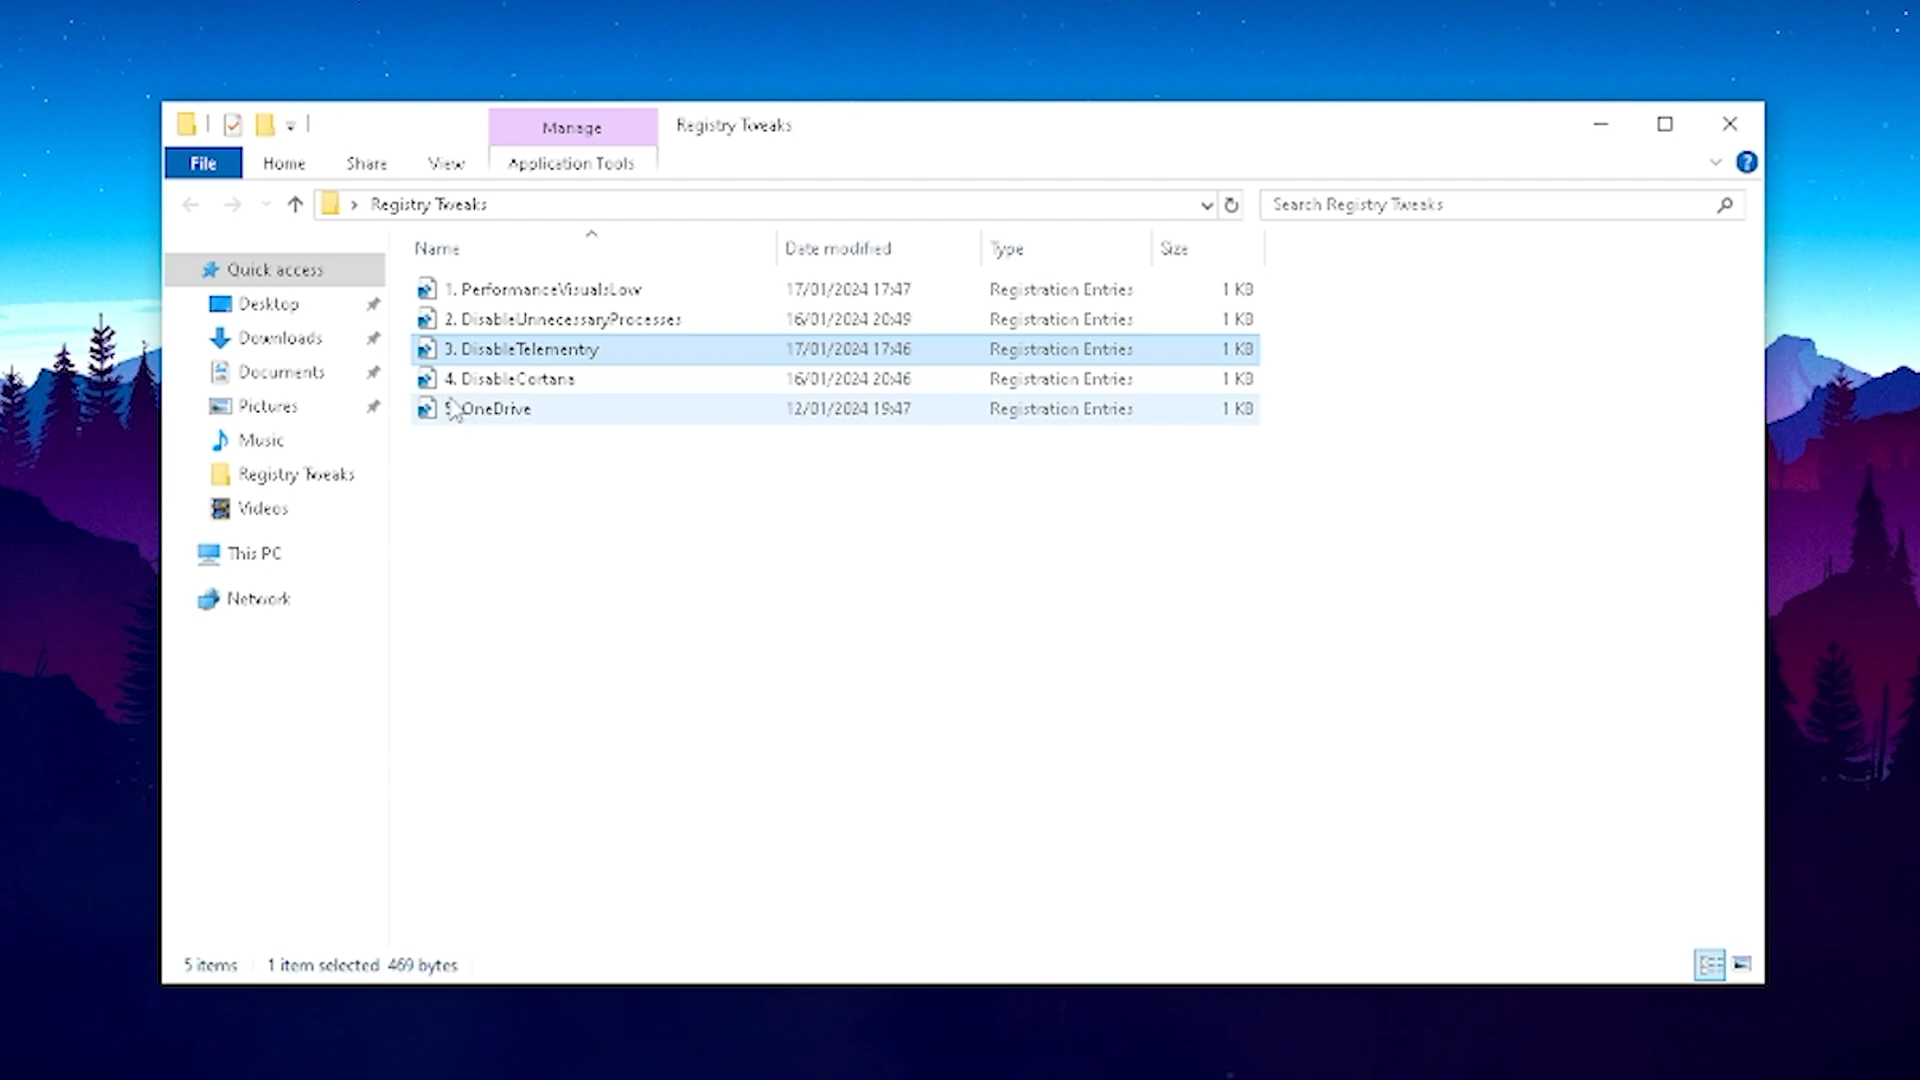 Manage
Registry Tweaks
File
Home
Share
View
Application Tools
Registry Tweaks
Search Registry Tweaks
Name
Date modified
Type
Size
Quick access
Desktop
Downloads
Documents
Pictures
Music
Registry Tweaks
Videos
This PC
Network
1. PerformanceVisualsLow 17/01/2024 17:47 Registration Entries 1 KB
2. DisableUnnecessaryProcesses 16/01/2024 20:49 Registration Entries 1 KB
3. DisableTelementry 17/01/2024 17:46 Registration Entries 1 KB
4. DisableCortana 16/01/2024 20:46 Registration Entries 1 KB
5. OneDrive 12/01/2024 19:47 Registration Entries 1 KB
5 items
1 item selected 469 bytes